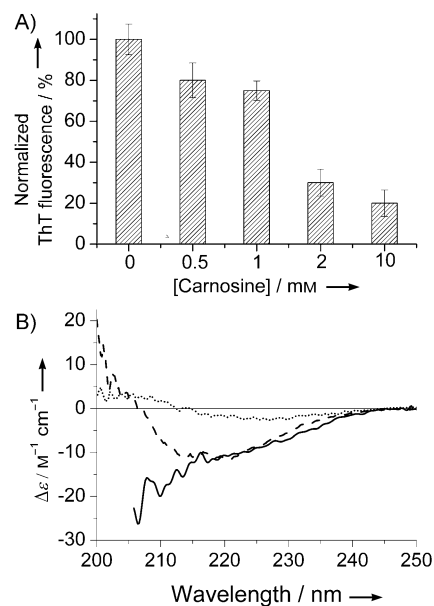 A)
Normalized
ThT fluorescence / %
100
80
60
40
20
0
0 0.5 1 2 10
[Carnosine] / mM
B)
Δε / M⁻¹ cm⁻¹
20
10
0
-10
-20
-30
200 210 220 230 240 250
Wavelength / nm